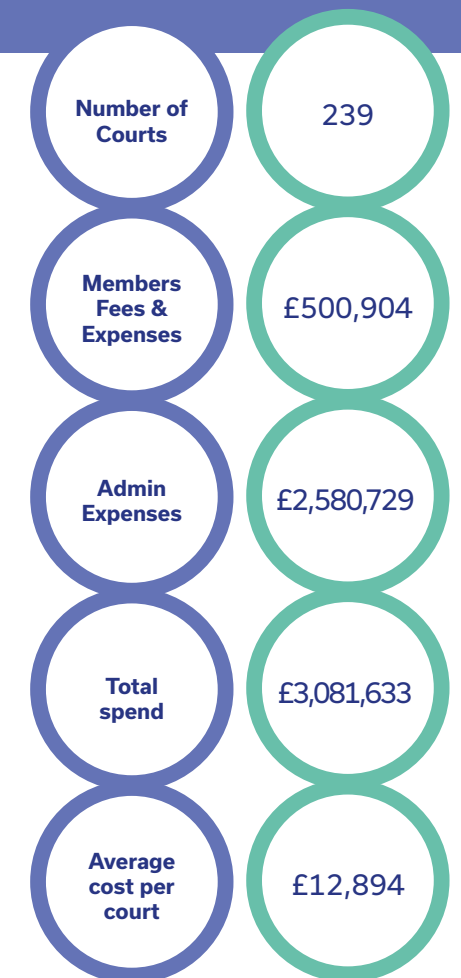 Number of
Courts
239
Members
Fees &
Expenses
£500,904
Admin
Expenses
£2,580,729
Total
spend
£3,081,633
Average
cost per
court
£12,894